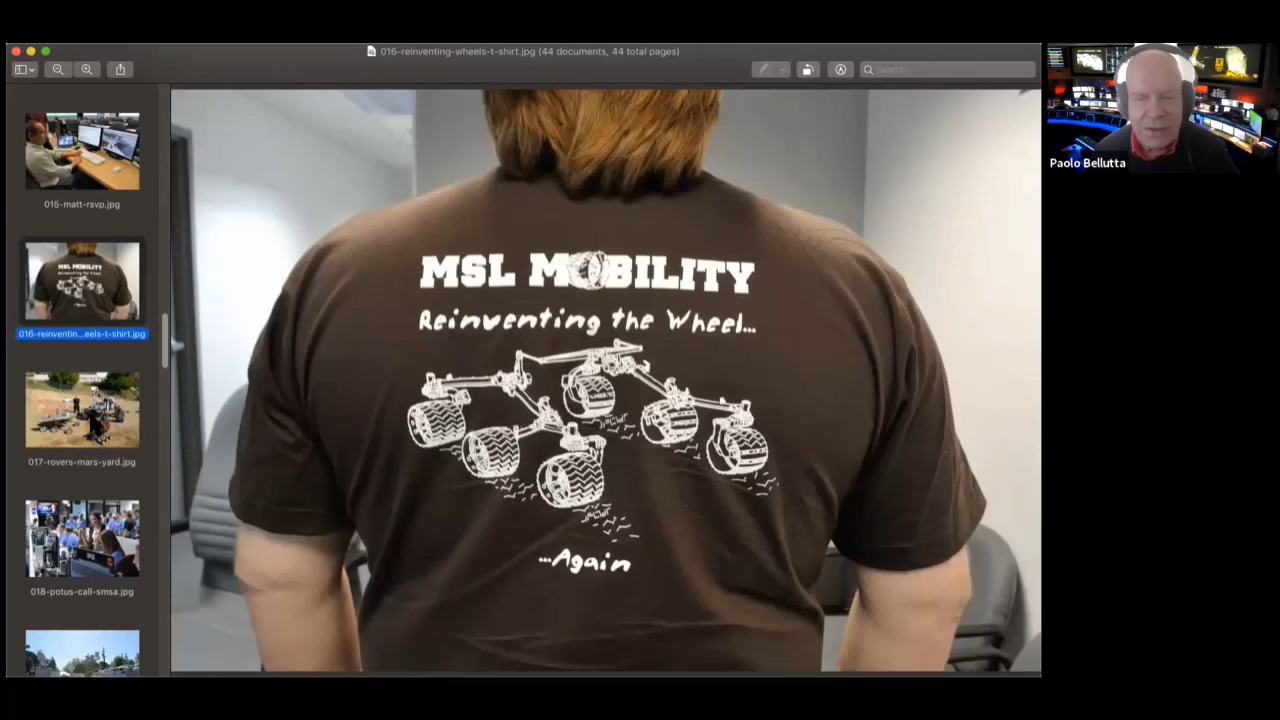 016-reinventing-wheels-t-shirt.jpg (44 documents, 44 total pages)
Search
015-matt-rsvp.jpg
016-reinventin...eels-t-shirt.jpg
017-rovers-mars-yard.jpg
018-potus-call-smsa.jpg
MSL MOBILITY
Reinventing the Wheel...
...Again
Paolo Bellutta